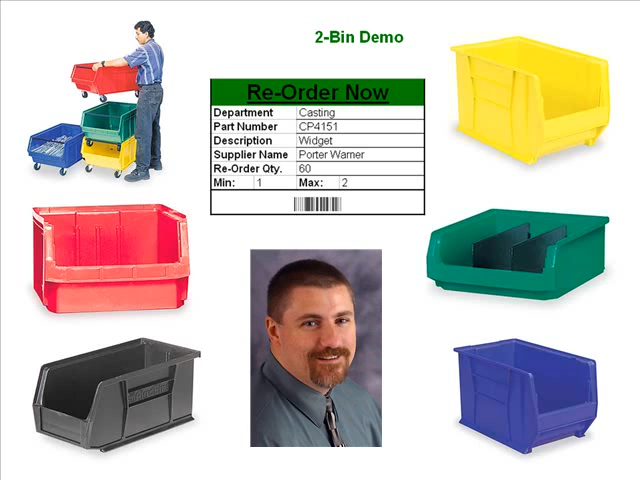 2-Bin Demo
Re-Order Now
Department Casting
Part Number CP4151
Description Widget
Supplier Name Porter Warner
Re-Order Qty. 60
Min: 1 Max: 2